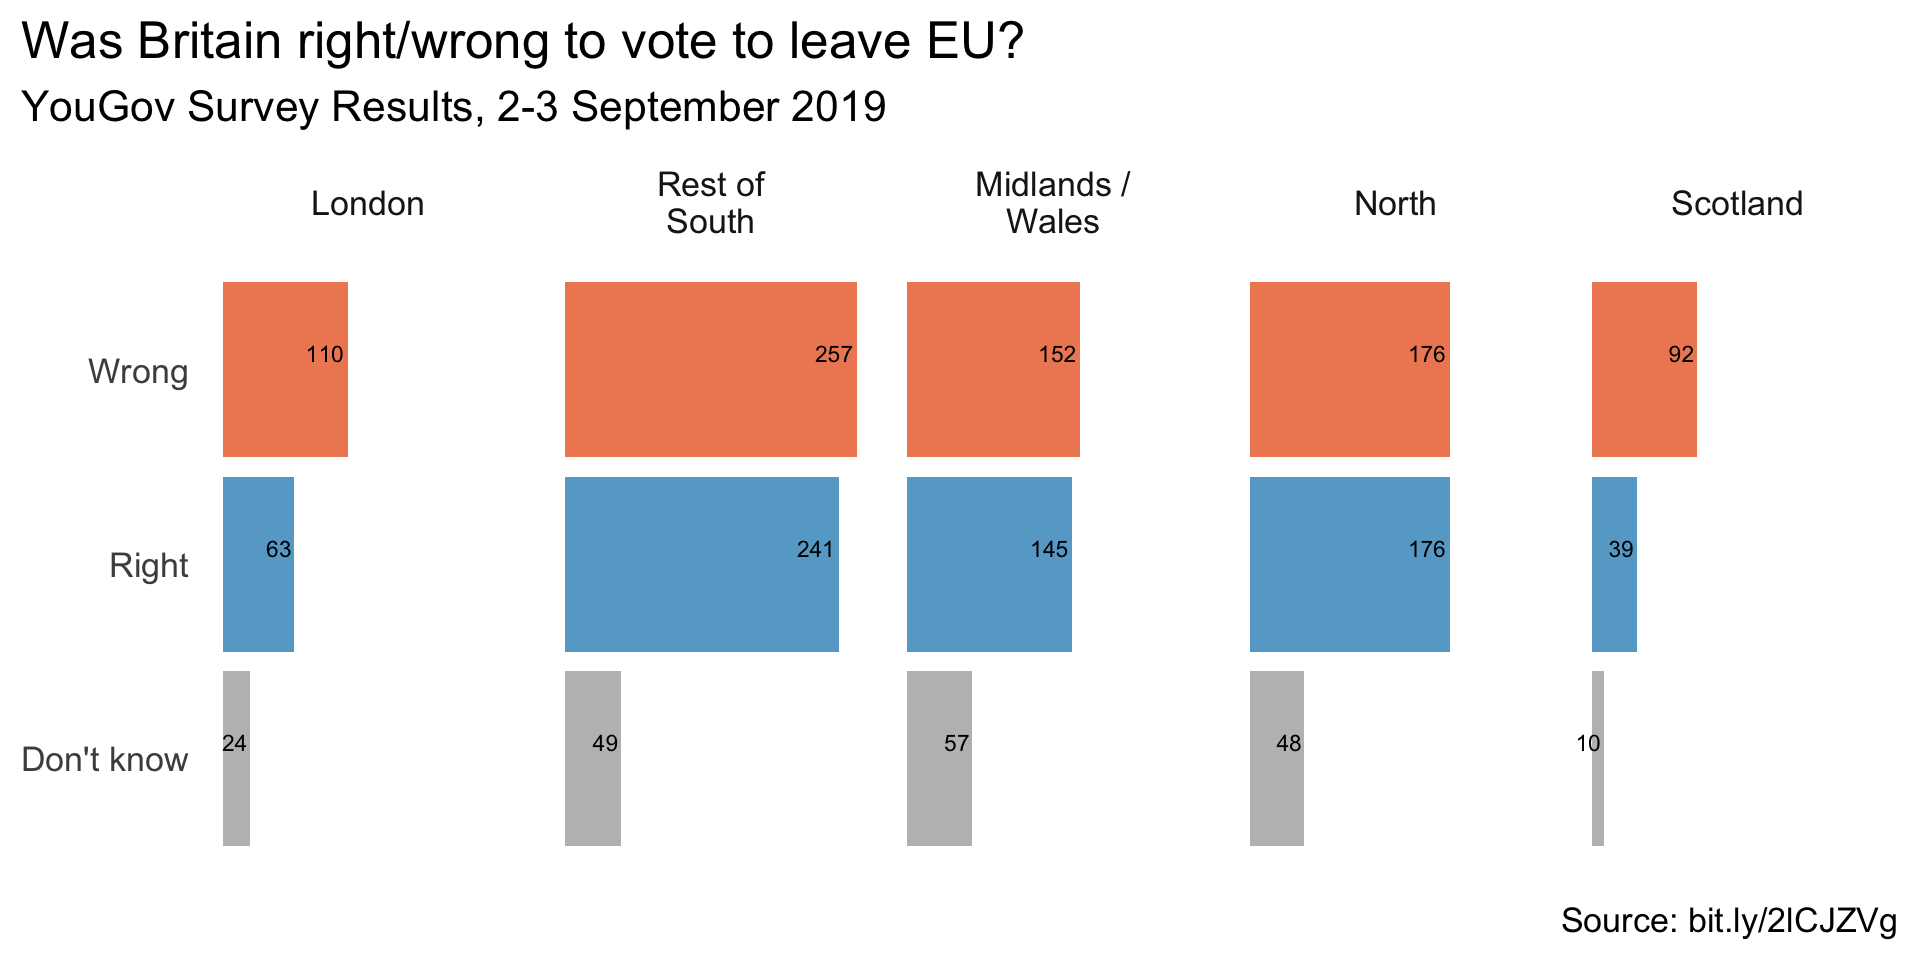 Was Britain right/wrong to vote to leave EU?
YouGov Survey Results, 2-3 September 2019
London
Rest of
South
Midlands /
Wales
North
Scotland
Wrong
110
257
152
176
92
Right
63
241
145
176
39
Don't know
24
49
57
48
10
Source: bit.ly/2lCJZVg